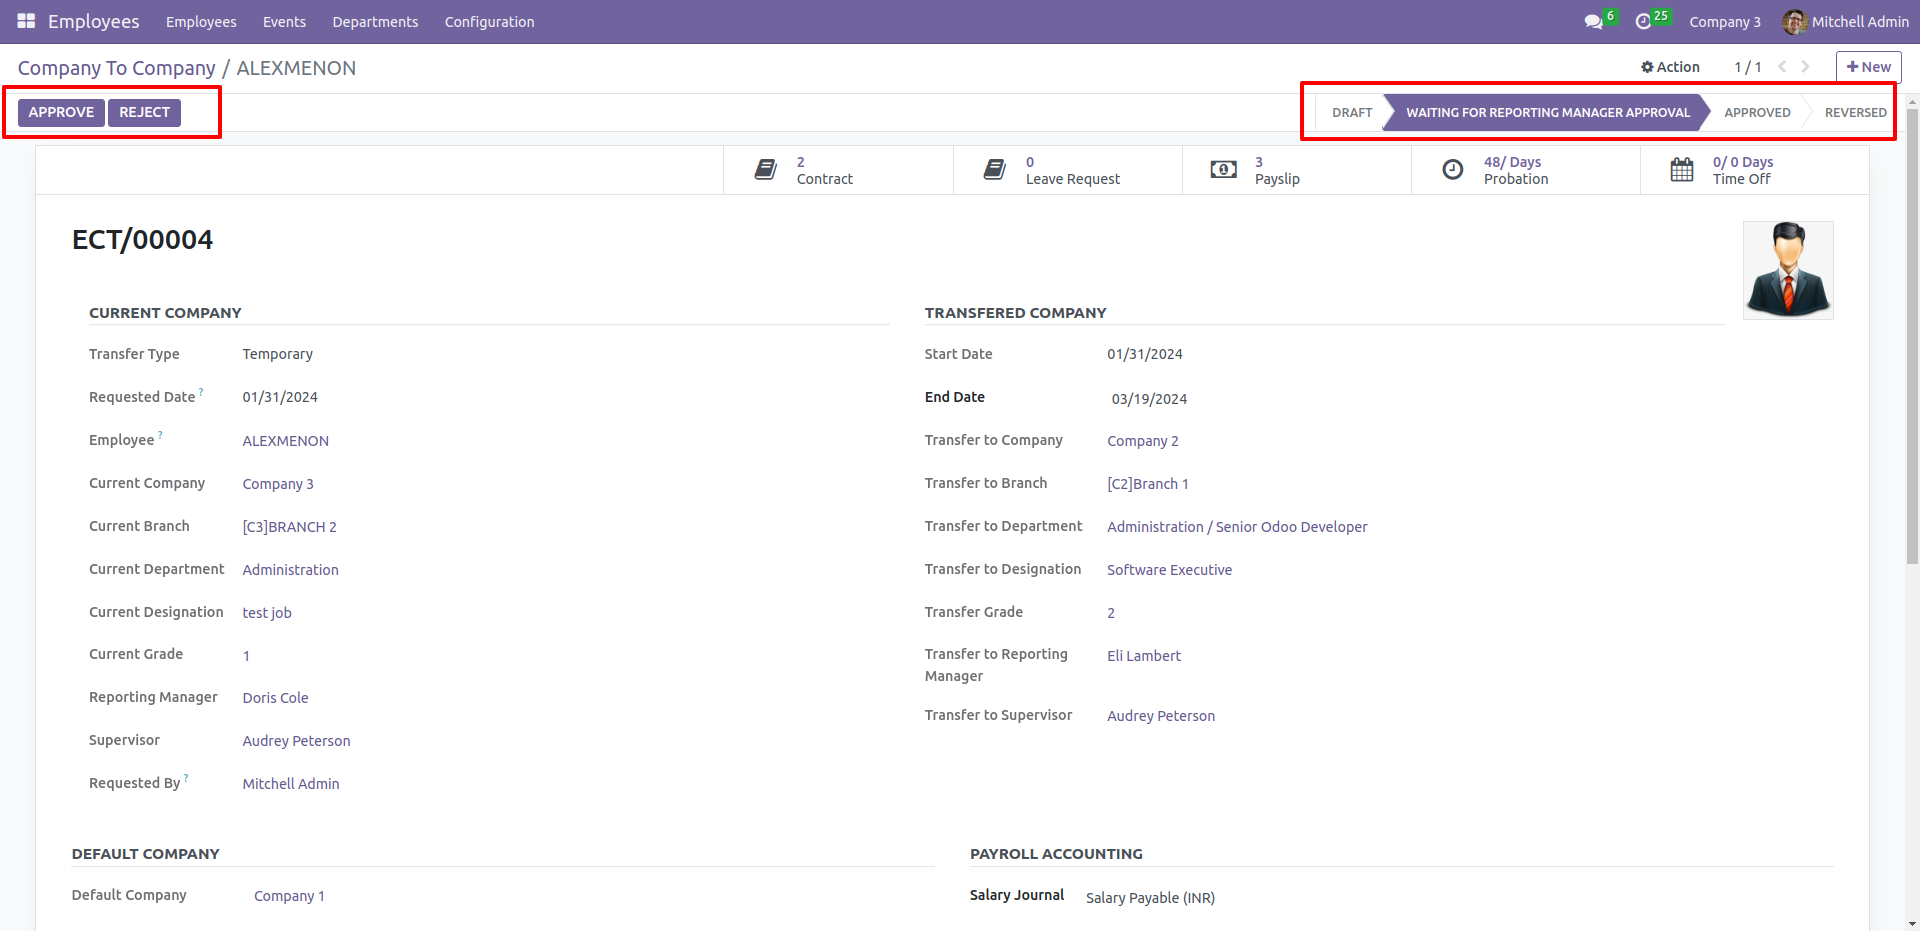 Employees Employees Events Departments Configuration 6 25 Company 3 Mitchell Admin
Company To Company / ALEXMENON Action 1 / 1 New
APPROVE REJECT DRAFT WAITING FOR REPORTING MANAGER APPROVAL APPROVED REVERSED
2 0 3 48/ Days 0/ 0 Days
Contract Leave Request Payslip Probation Time Off
ECT/00004
CURRENT COMPANY TRANSFERED COMPANY
Transfer Type Temporary Start Date 01/31/2024
Requested Date ? 01/31/2024 End Date 03/19/2024
Employee ? ALEXMENON Transfer to Company Company 2
Current Company Company 3 Transfer to Branch [C2]Branch 1
Current Branch [C3]BRANCH 2 Transfer to Department Administration / Senior Odoo Developer
Current Department Administration Transfer to Designation Software Executive
Current Designation test job Transfer Grade 2
Current Grade 1 Transfer to Reporting Eli Lambert
Manager
Reporting Manager Doris Cole
Transfer to Supervisor Audrey Peterson
Supervisor Audrey Peterson
Requested By ? Mitchell Admin
DEFAULT COMPANY PAYROLL ACCOUNTING
Default Company Company 1 Salary Journal Salary Payable (INR)